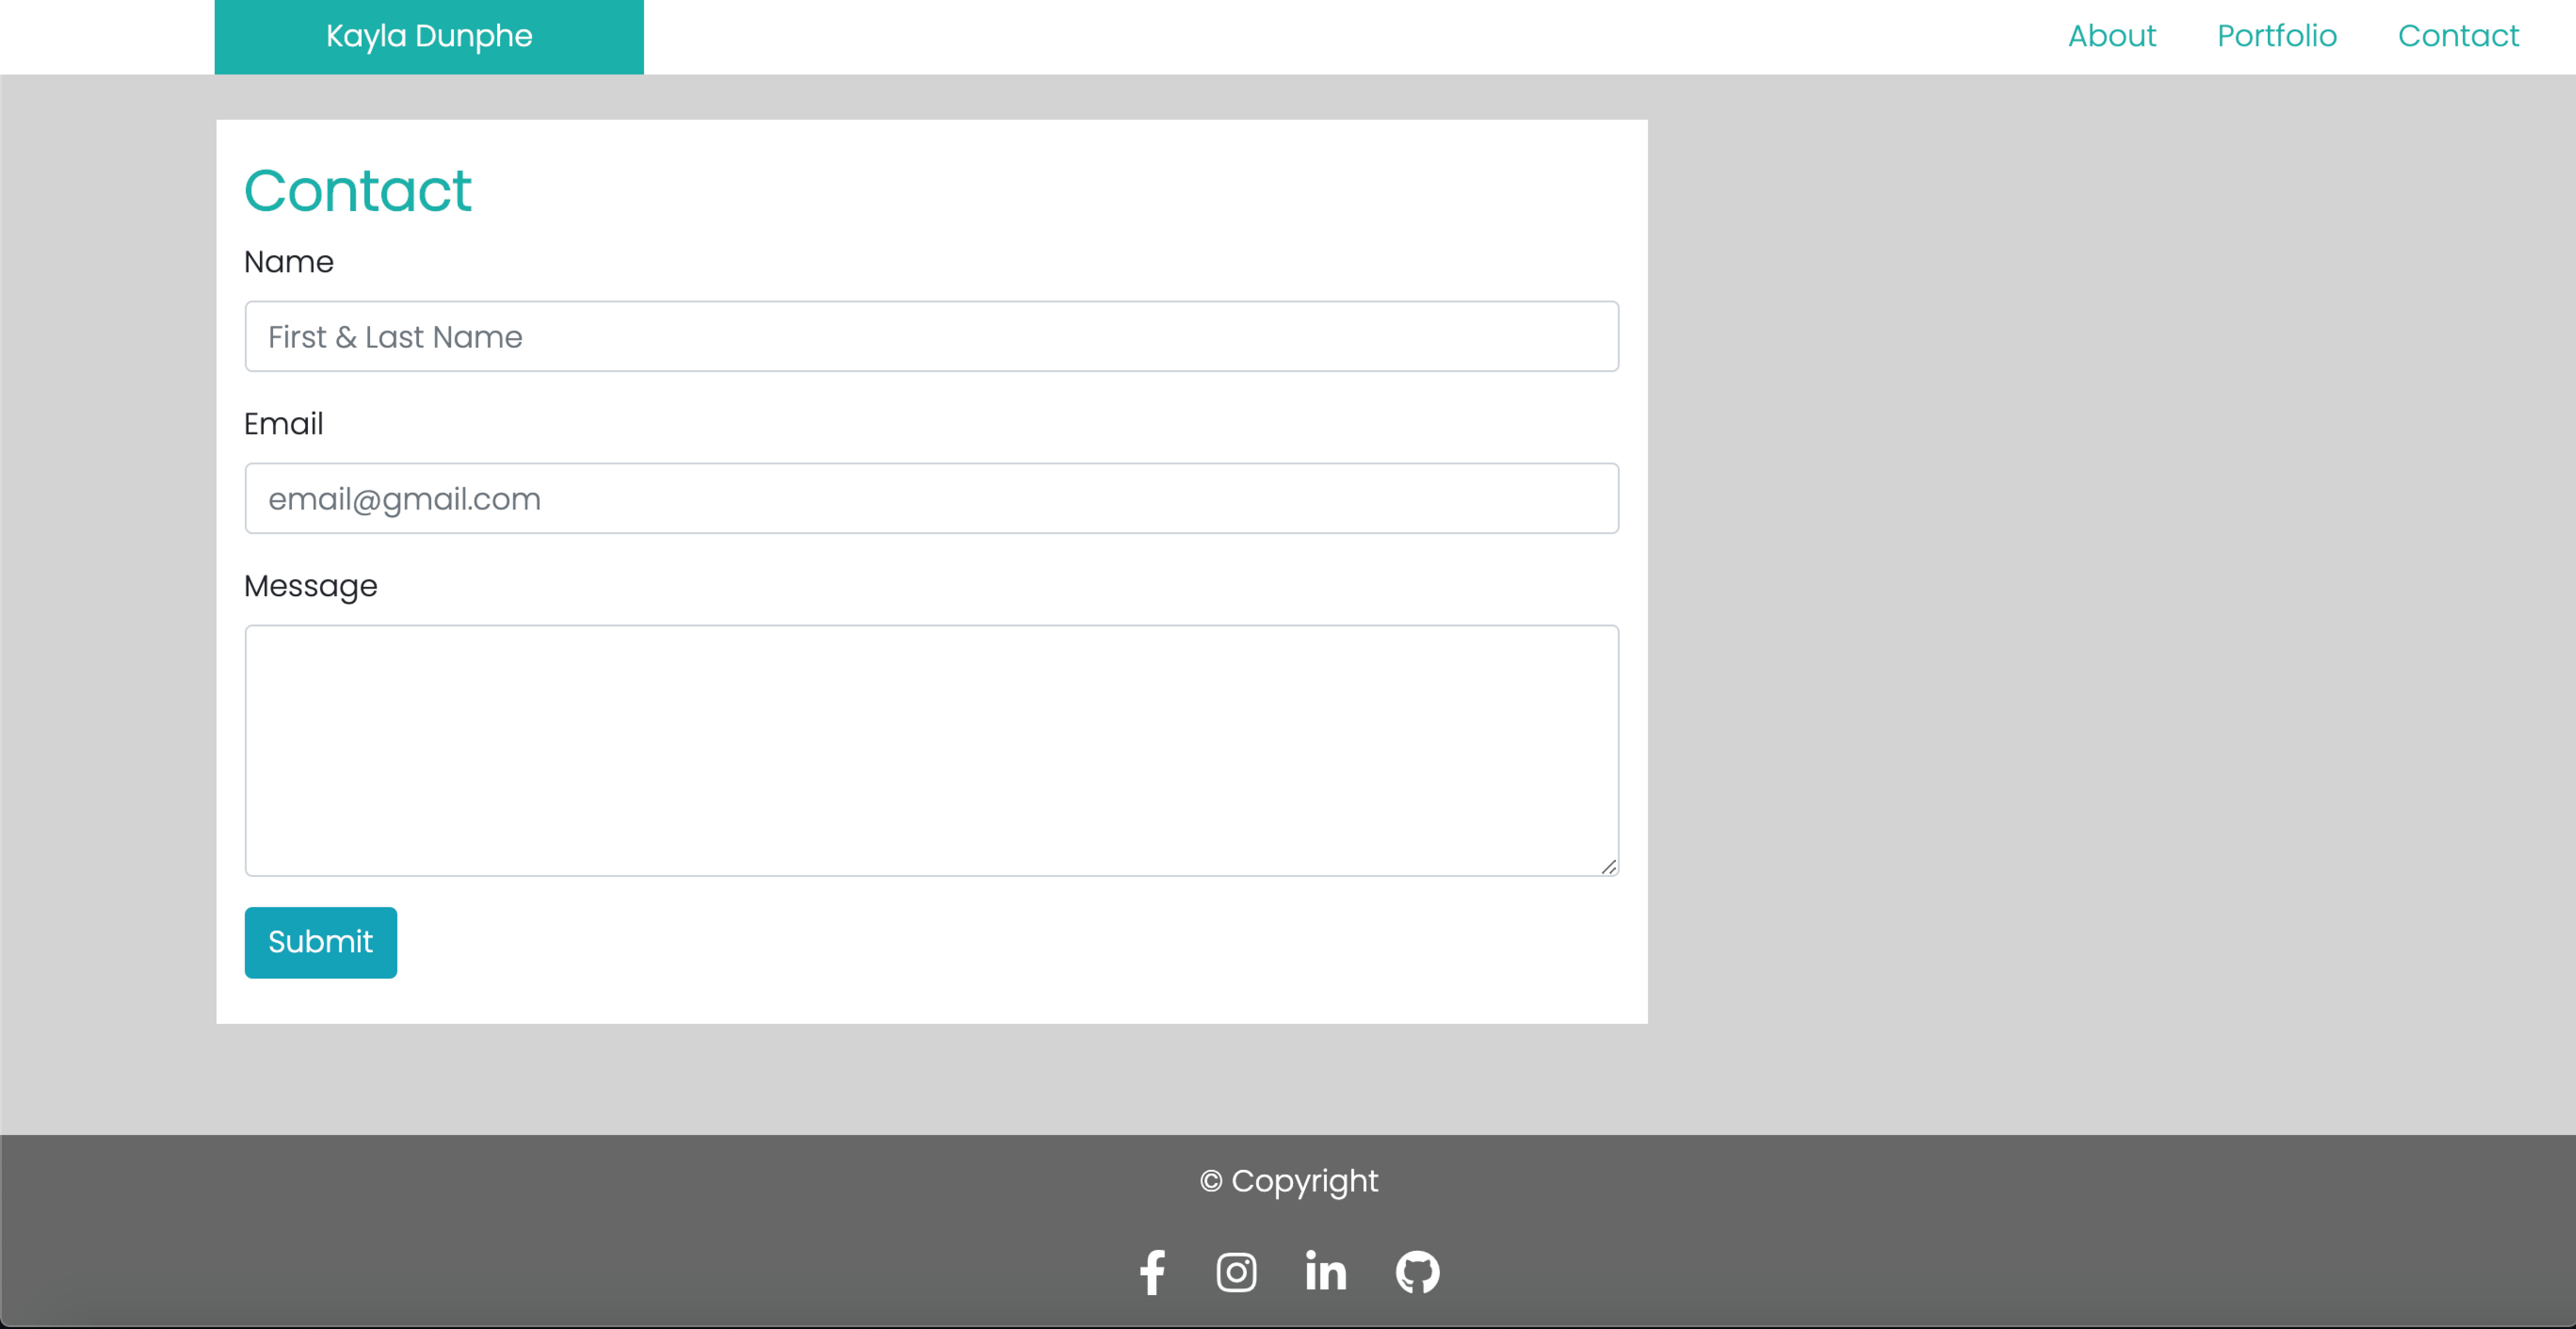 Kayla Dunphe
About Portfolio Contact
Contact
Name
First & Last Name
Email
email@gmail.com
Message
Submit
© Copyright